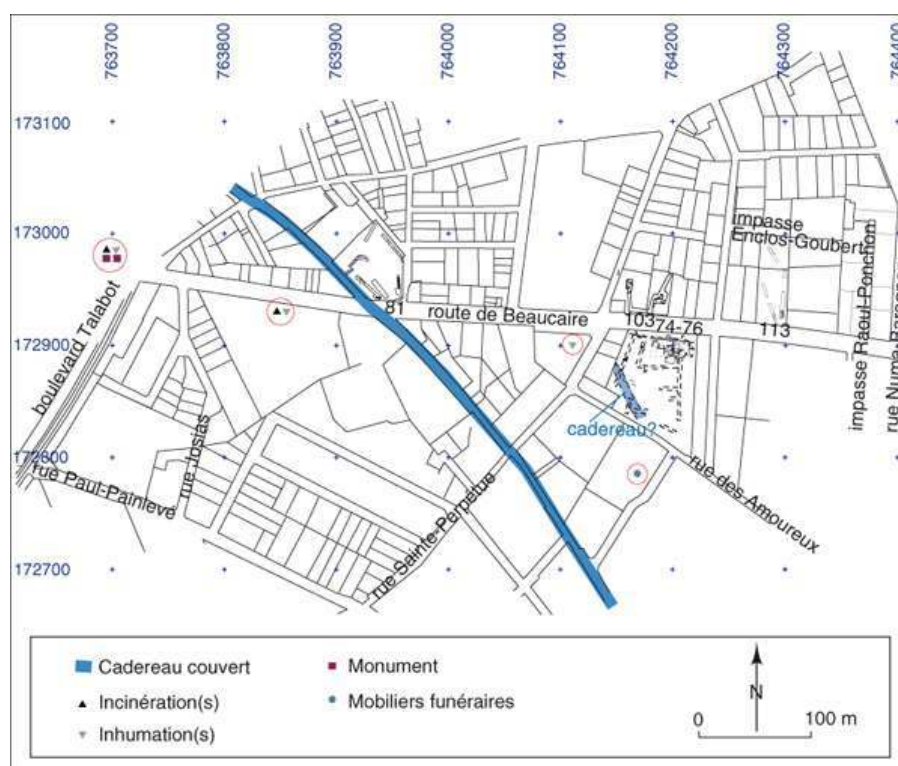 763700
763800
763900
764000
764100
764200
764300
764400
173100
173000
172900
172800
172700
impasse
Enclos-Goubert
boulevard Talabot
81
route de Beaucaire
103
74-76
113
impasse Raoul-Ponchon
cadereau?
rue Josias
rue Paul-Painlevé
rue Sainte-Perpétue
rue des Amoureux
Cadereau couvert
Incinération(s)
Inhumation(s)
Monument
Mobiliers funéraires
N
0
100 m